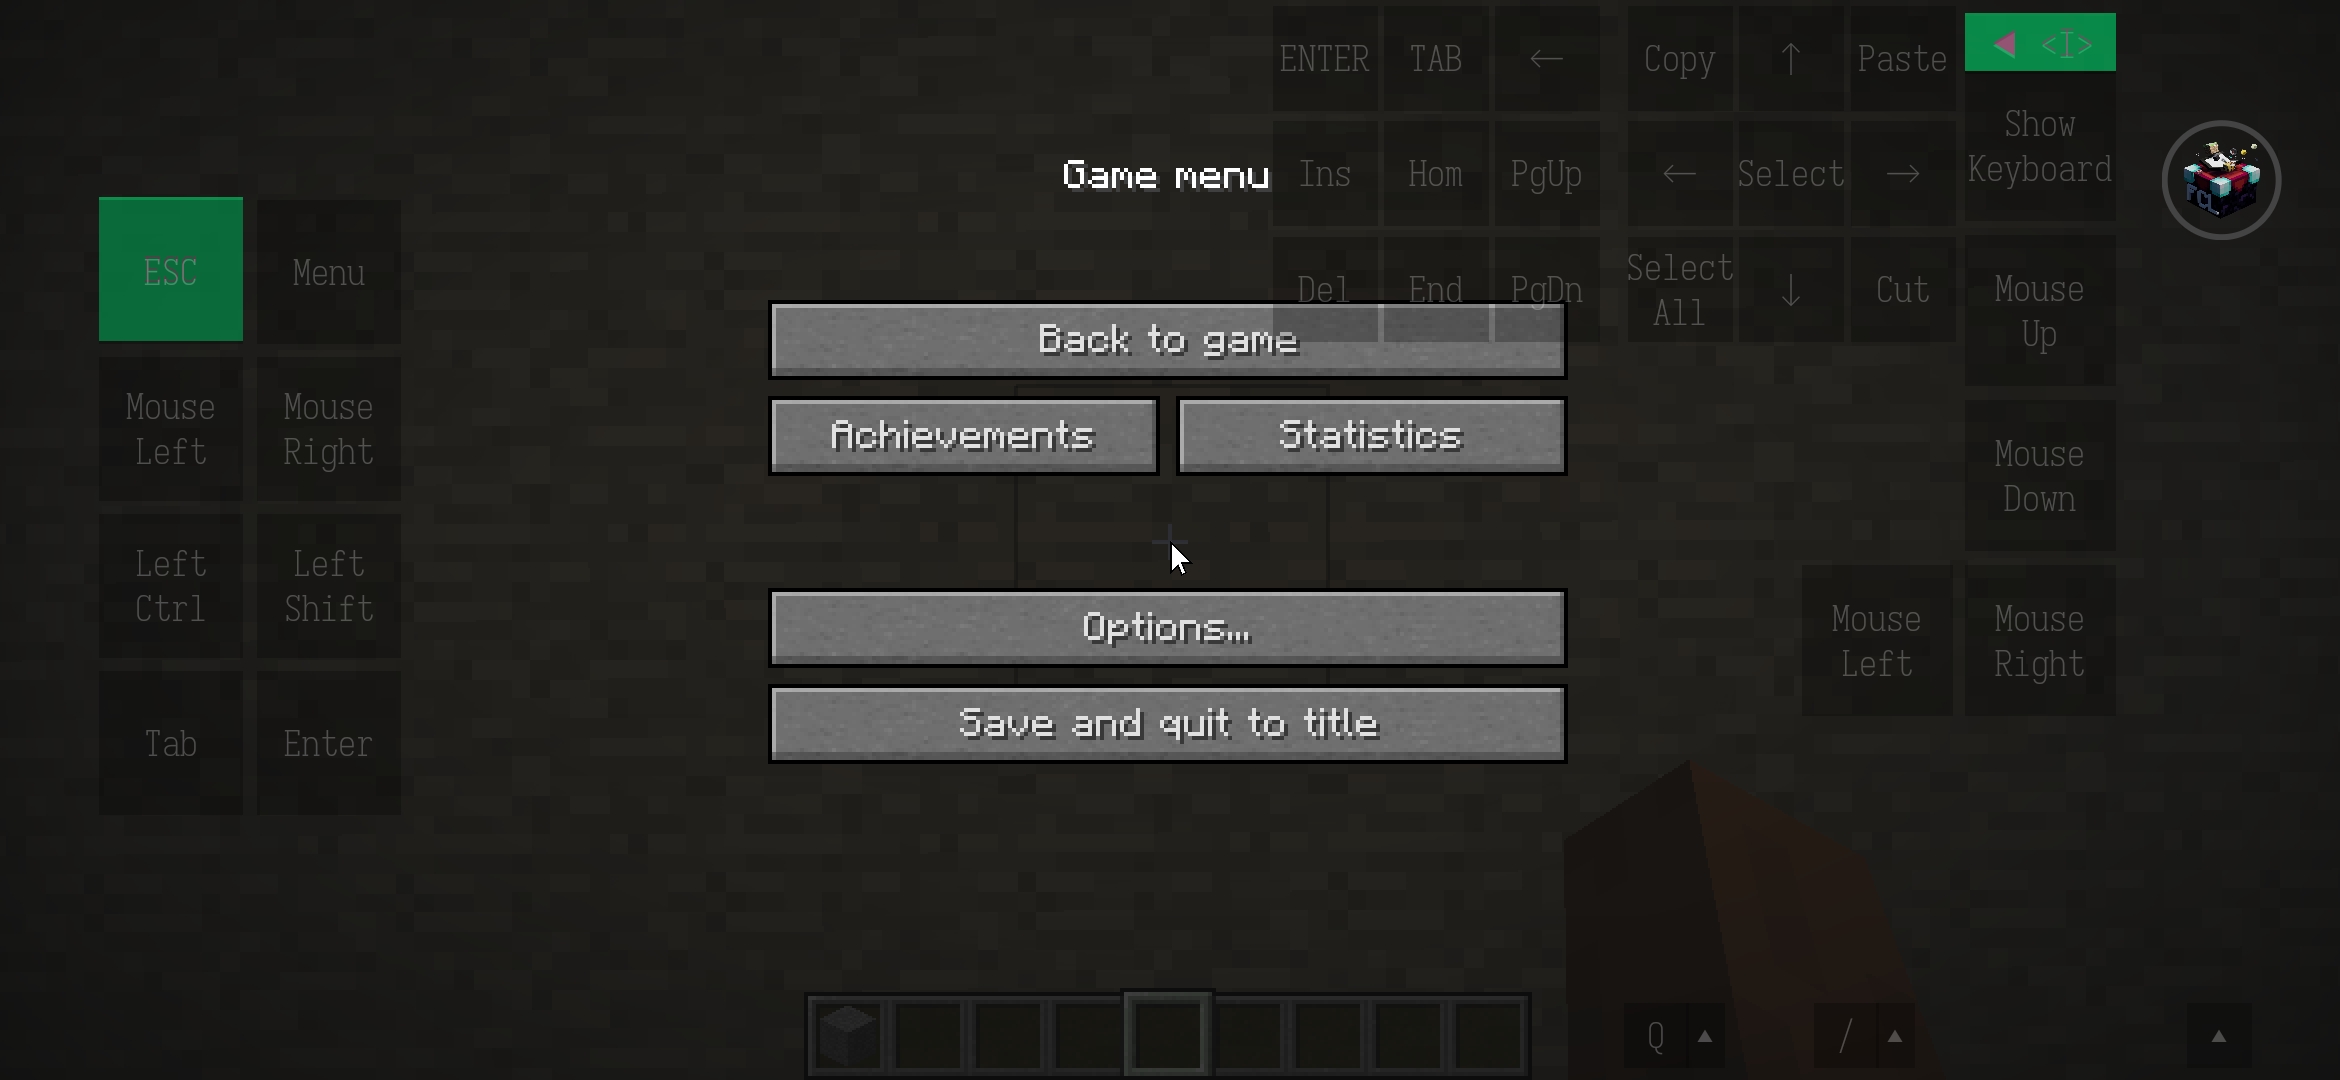 ENTER TAB ← Copy ↑ Paste ◀ <I>
Show
Keyboard
Game menu
Ins Hom PgUp ← Select →
FCL
ESC Menu
Del End PgDn Select
All
↓ Cut
Mouse
Up
Back to game
Mouse
Left
Mouse
Right
Achievements Statistics
Mouse
Down
Left
Ctrl
Left
Shift
Options...
Mouse
Left
Mouse
Right
Tab Enter
Save and quit to title
Q ▲ / ▲ ▲